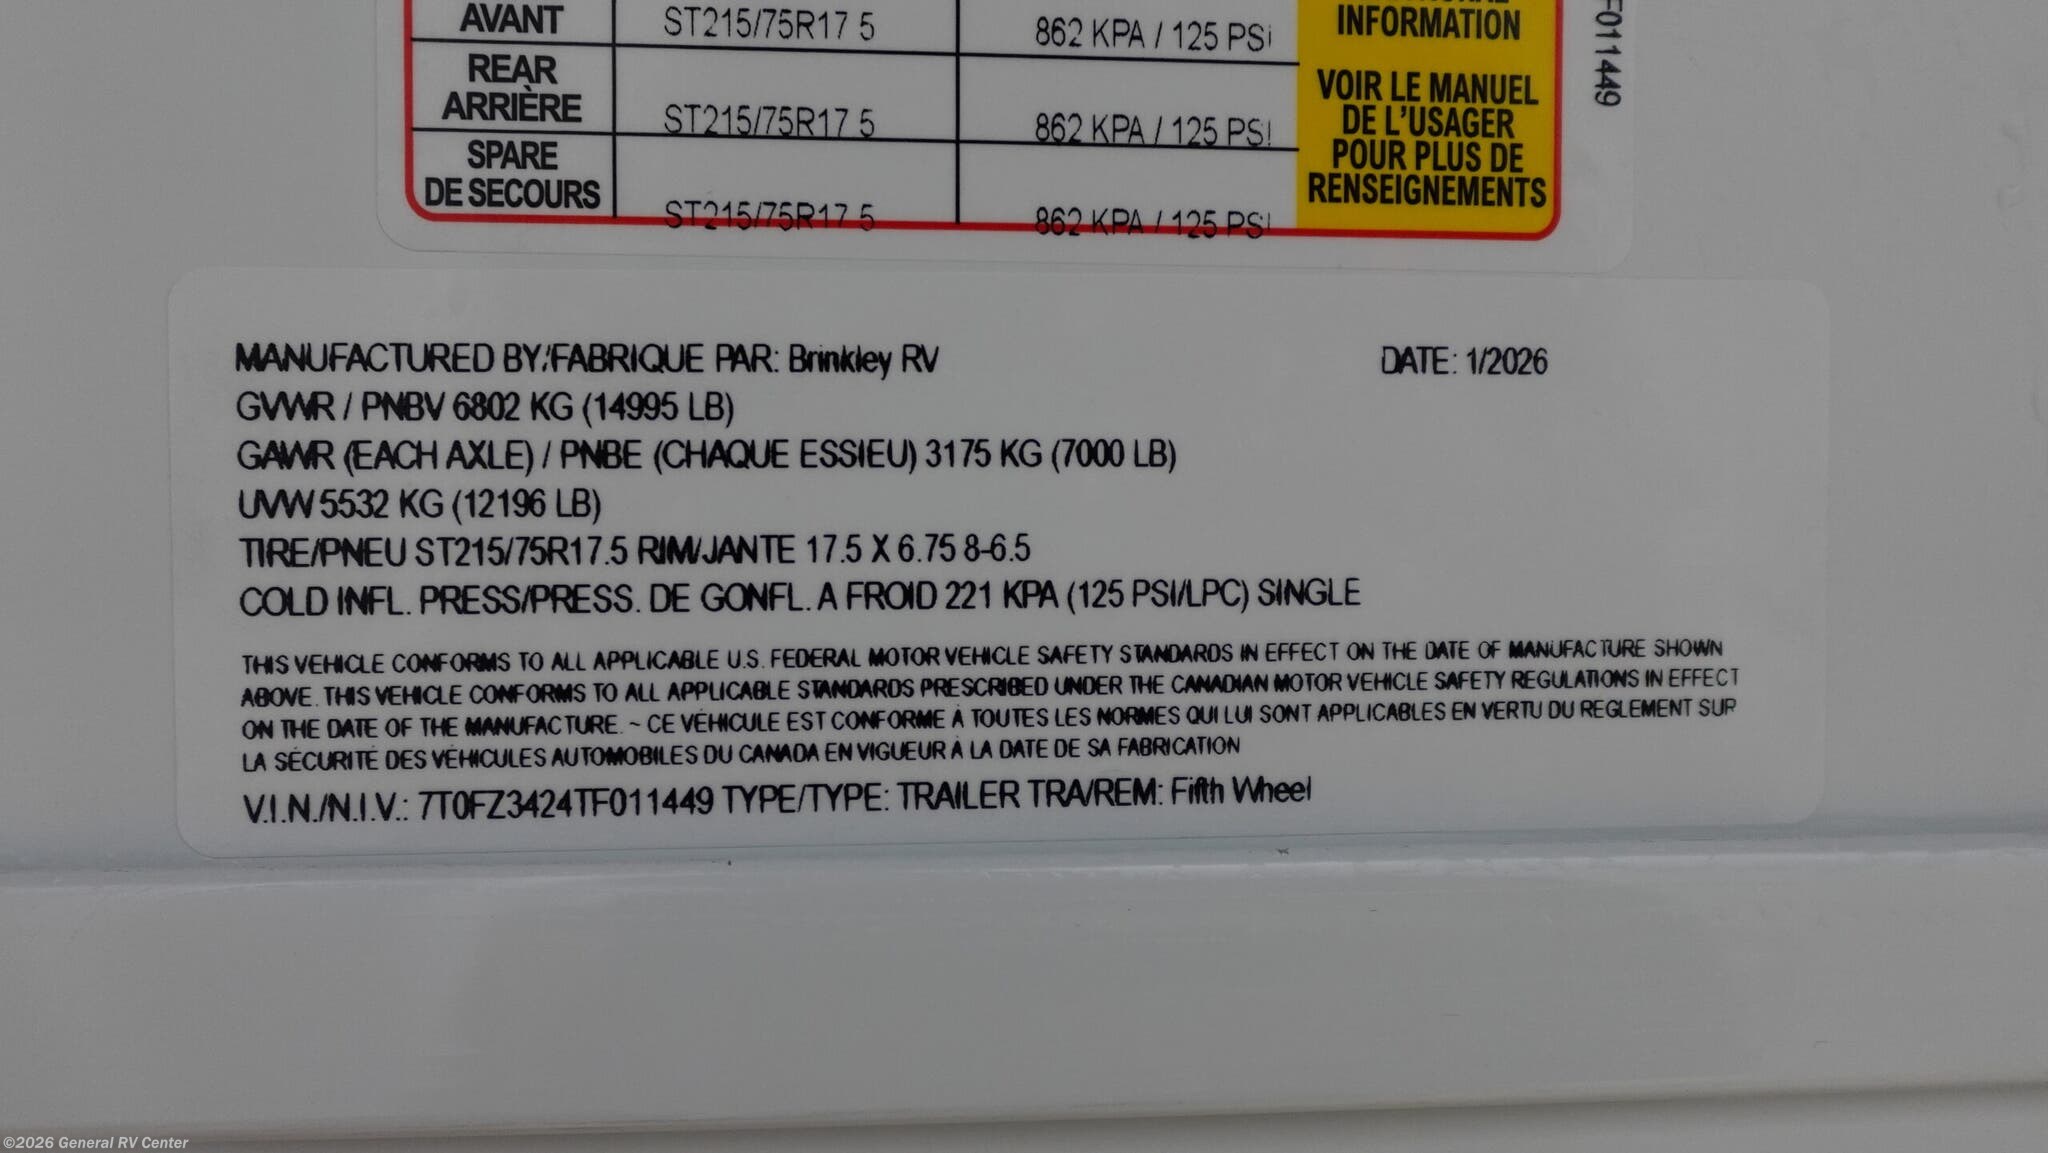 AVANT ST215/75R17 5 862 KPA / 125 PSI
INFORMATION
REAR
ARRIÈRE ST215/75R17 5 862 KPA / 125 PSI
SPARE
DE SECOURS ST215/75R17 5 862 KPA / 125 PSI
VOIR LE MANUEL
DE L'USAGER
POUR PLUS DE
RENSEIGNEMENTS
F011449
MANUFACTURED BY/FABRIQUE PAR: Brinkley RV DATE: 1/2026
GVWR / PNBV 6802 KG (14995 LB)
GAWR (EACH AXLE) / PNBE (CHAQUE ESSIEU) 3175 KG (7000 LB)
UVW 5532 KG (12196 LB)
TIRE/PNEU ST215/75R17.5 RIM/JANTE 17.5 X 6.75 8-6.5
COLD INFL. PRESS/PRESS. DE GONFL. A FROID 221 KPA (125 PSI/LPC) SINGLE
THIS VEHICLE CONFORMS TO ALL APPLICABLE U.S. FEDERAL MOTOR VEHICLE SAFETY STANDARDS IN EFFECT ON THE DATE OF MANUFACTURE SHOWN
ABOVE. THIS VEHICLE CONFORMS TO ALL APPLICABLE STANDARDS PRESCRIBED UNDER THE CANADIAN MOTOR VEHICLE SAFETY REGULATIONS IN EFFECT
ON THE DATE OF THE MANUFACTURE. ~ CE VÉHICULE EST CONFORME À TOUTES LES NORMES QUI LUI SONT APPLICABLES EN VERTU DU REGLEMENT SUR
LA SÉCURITÉ DES VÉHICULES AUTOMOBILES DU CANADA EN VIGUEUR À LA DATE DE SA FABRICATION
V.I.N./N.I.V.: 7T0FZ3424TF011449 TYPE/TYPE: TRAILER TRA/REM: Fifth Wheel
©2026 General RV Center